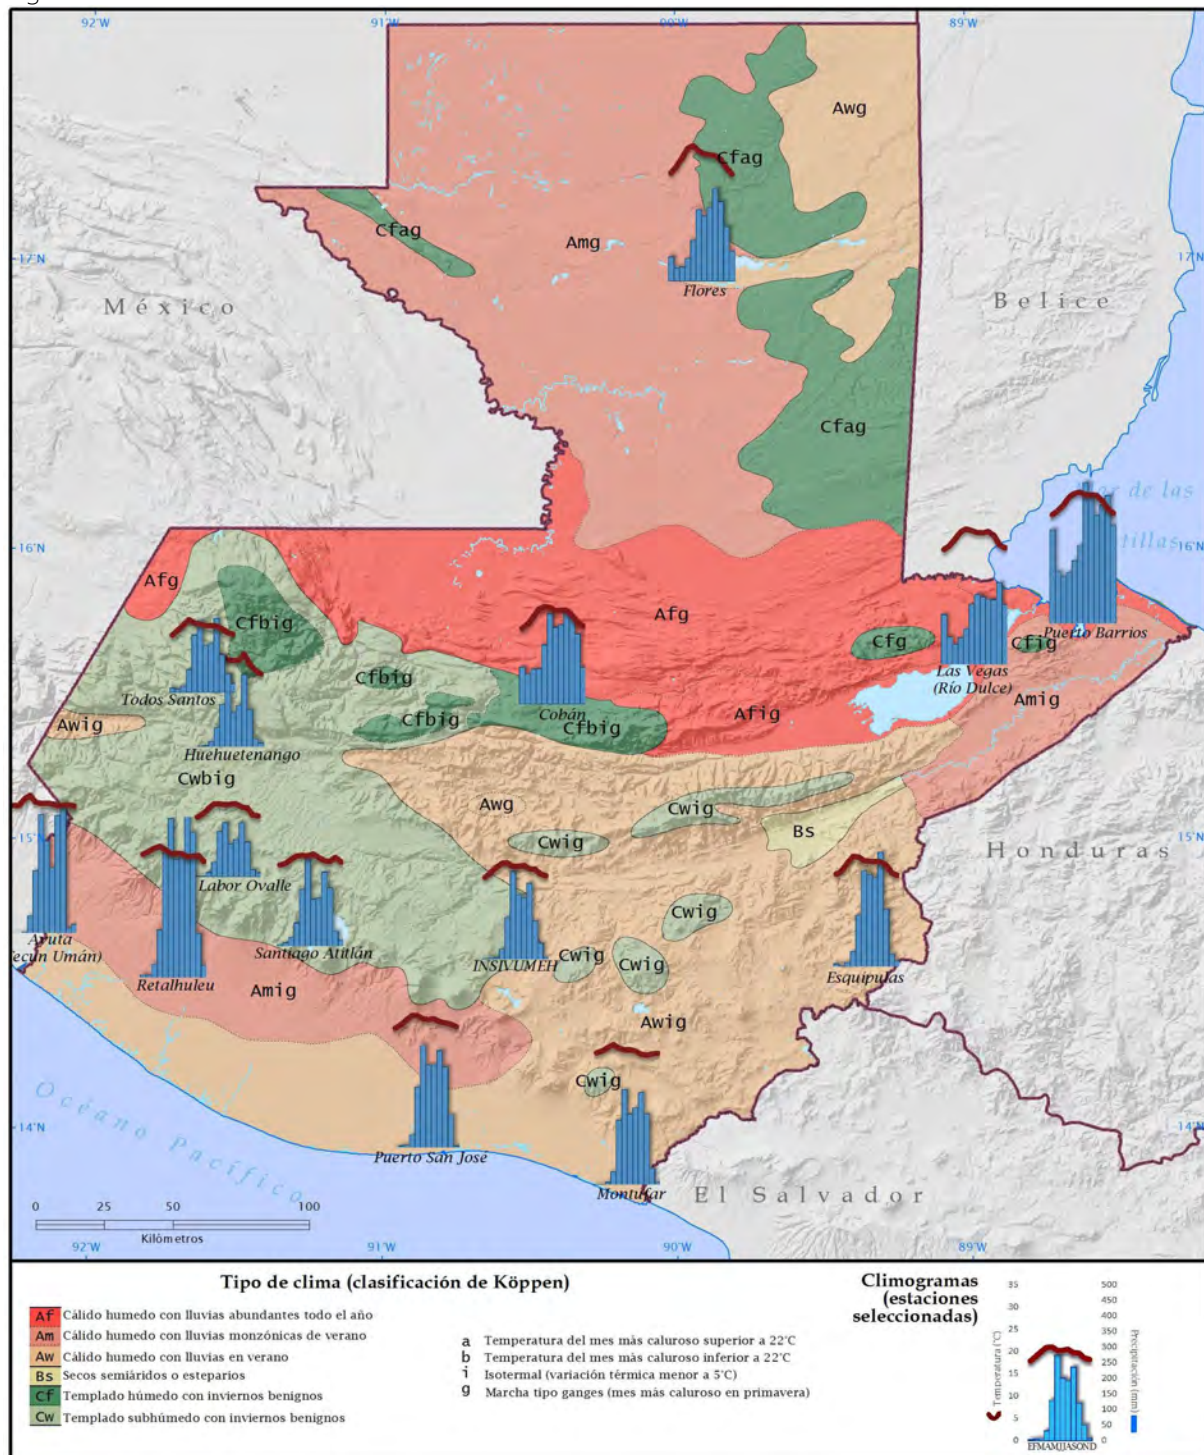 92°W
91°W
90°W
89°W
Awg
Cfag
Cfag
Amg
17°N
17°N
Flores
México
Belice
Cfag
Mar de las
Antillas
16°N
16°N
Afg
Afg
Cfbig
Cfg
Cfig
Puerto Barrios
Las Vegas
(Río Dulce)
Todos Santos
Cfbig
Cobán
Amig
Cfbig
Cfbig
Afig
Awig
Huehuetenango
Cwbig
Awg
Cwig
Bs
15°N
Cwig
15°N
Honduras
Labor Ovalle
Cwig
Ayuta
(Tecún Umán)
Santiago Atitlán
INSIVUMEH
Cwig
Cwig
Esquipulas
Retalhuleu
Amig
Awig
Cwig
Océano Pacífico
14°N
14°N
Puerto San José
Montufar
El Salvador
0 25 50 100
Kilómetros
92°W
91°W
90°W
89°W
Tipo de clima (clasificación de Köppen)
Af Cálido humedo con lluvias abundantes todo el año
Am Cálido humedo con lluvias monzónicas de verano
Aw Cálido humedo con lluvias en verano
Bs Secos semiáridos o esteparios
Cf Templado húmedo con inviernos benignos
Cw Templado subhúmedo con inviernos benignos
a Temperatura del mes más caluroso superior a 22°C
b Temperatura del mes más caluroso inferior a 22°C
i Isotermal (variación térmica menor a 5°C)
g Marcha tipo ganges (mes más caluroso en primavera)
Climogramas
(estaciones
seleccionadas)
Temperatura (°C)
35
30
25
20
15
10
5
0
500
450
400
350
300
250
200
150
100
50
0
Precipitación (mm)
EFMAMJJASOND